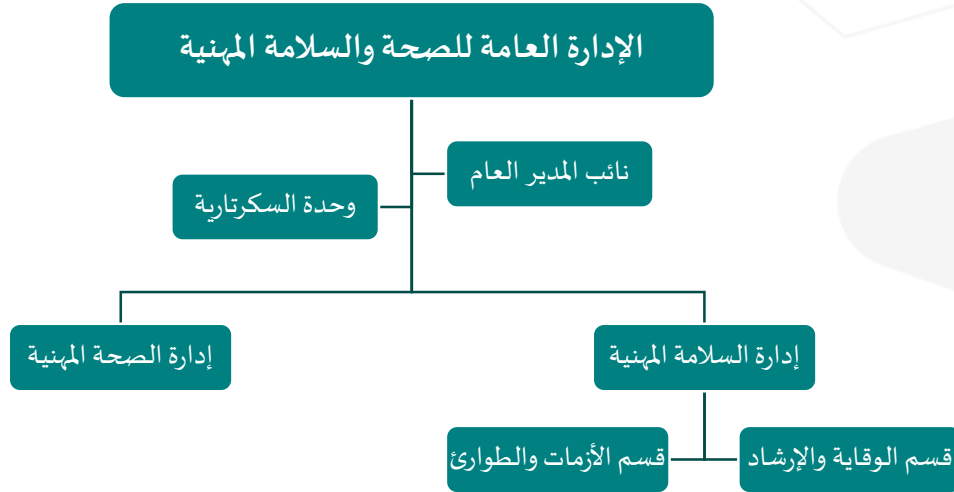 الإدارة العامة للصحة والسلامة المهنية
نائب المدير العام
وحدة السكرتارية
إدارة السلامة المهنية
إدارة الصحة المهنية
قسم الوقاية والإرشاد
قسم الأزمات والطوارئ